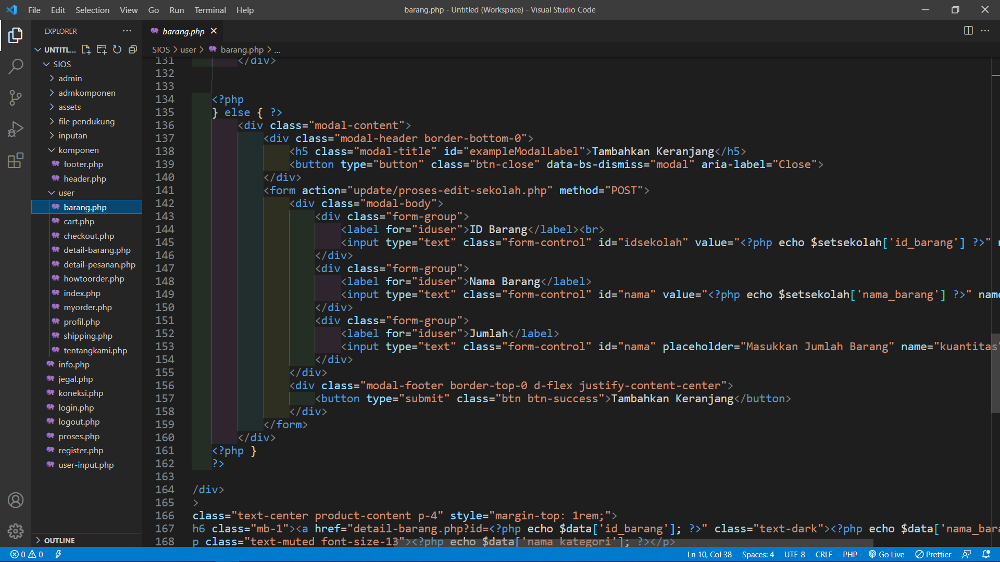 File Edit Selection View Go Run Terminal Help
barang.php - Untitled (Workspace) - Visual Studio Code
EXPLORER
UNTITL...
SIOS
admin
admkomponen
assets
file pendukung
inputan
komponen
footer.php
header.php
user
barang.php
cart.php
checkout.php
detail-barang.php
detail-pesanan.php
howtoorder.php
index.php
myorder.php
profil.php
shipping.php
tentangkami.php
info.php
jegal.php
koneksi.php
login.php
logout.php
proses.php
register.php
user-input.php
OUTLINE
barang.php
SIOS > user > barang.php > ...
131 </div>
132
133
134 <?php
135 } else { ?>
136 <div class="modal-content">
137 <div class="modal-header border-bottom-0">
138 <h5 class="modal-title" id="exampleModalLabel">Tambahkan Keranjang</h5>
139 <button type="button" class="btn-close" data-bs-dismiss="modal" aria-label="Close">
140 </div>
141 <form action="update/proses-edit-sekolah.php" method="POST">
142 <div class="modal-body">
143 <div class="form-group">
144 <label for="iduser">ID Barang</label><br>
145 <input type="text" class="form-control" id="idsekolah" value="<?php echo $setsekolah['id_barang'] ?>"
146 </div>
147 <div class="form-group">
148 <label for="iduser">Nama Barang</label>
149 <input type="text" class="form-control" id="nama" value="<?php echo $setsekolah['nama_barang'] ?>" name
150 </div>
151 <div class="form-group">
152 <label for="iduser">Jumlah</label>
153 <input type="text" class="form-control" id="nama" placeholder="Masukkan Jumlah Barang" name="kuantitas"
154 </div>
155 </div>
156 <div class="modal-footer border-top-0 d-flex justify-content-center">
157 <button type="submit" class="btn btn-success">Tambahkan Keranjang</button>
158 </div>
159 </form>
160 </div>
161 <?php }
162 ?>
163
164 /div>
165 >
166 class="text-center product-content p-4" style="margin-top: 1rem;">
167 h6 class="mb-1"><a href="detail-barang.php?id=<?php echo $data['id_barang']; ?>" class="text-dark"><?php echo $data['nama_bara
168 p class="text-muted font-size-13"><?php echo $data['nama_kategori']; ?></p>
0 0 Ln 10, Col 38 Spaces: 4 UTF-8 CRLF PHP Go Live Prettier